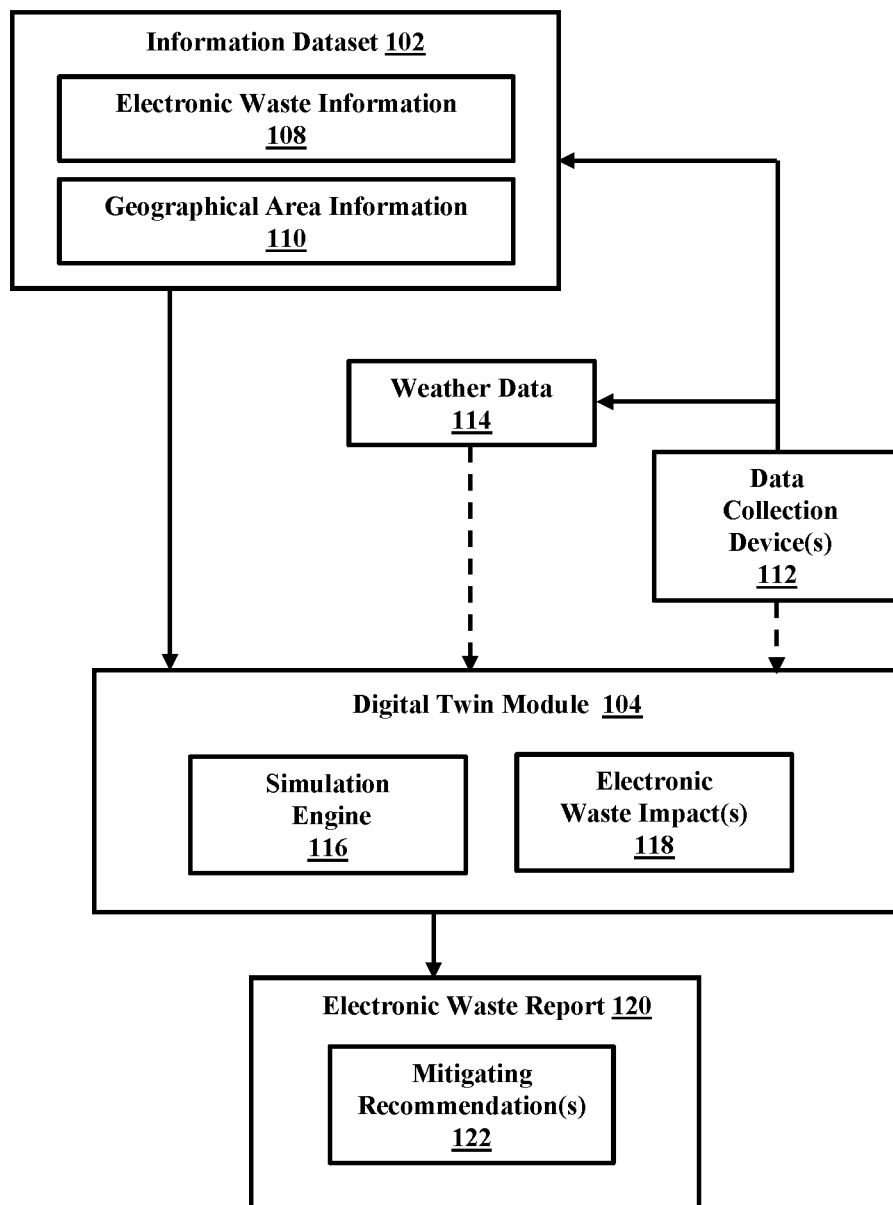 Information Dataset 102
Electronic Waste Information
108
Geographical Area Information
110
Weather Data
114
Data
Collection
Device(s)
112
Digital Twin Module 104
Simulation
Engine
116
Electronic
Waste Impact(s)
118
Electronic Waste Report 120
Mitigating
Recommendation(s)
122